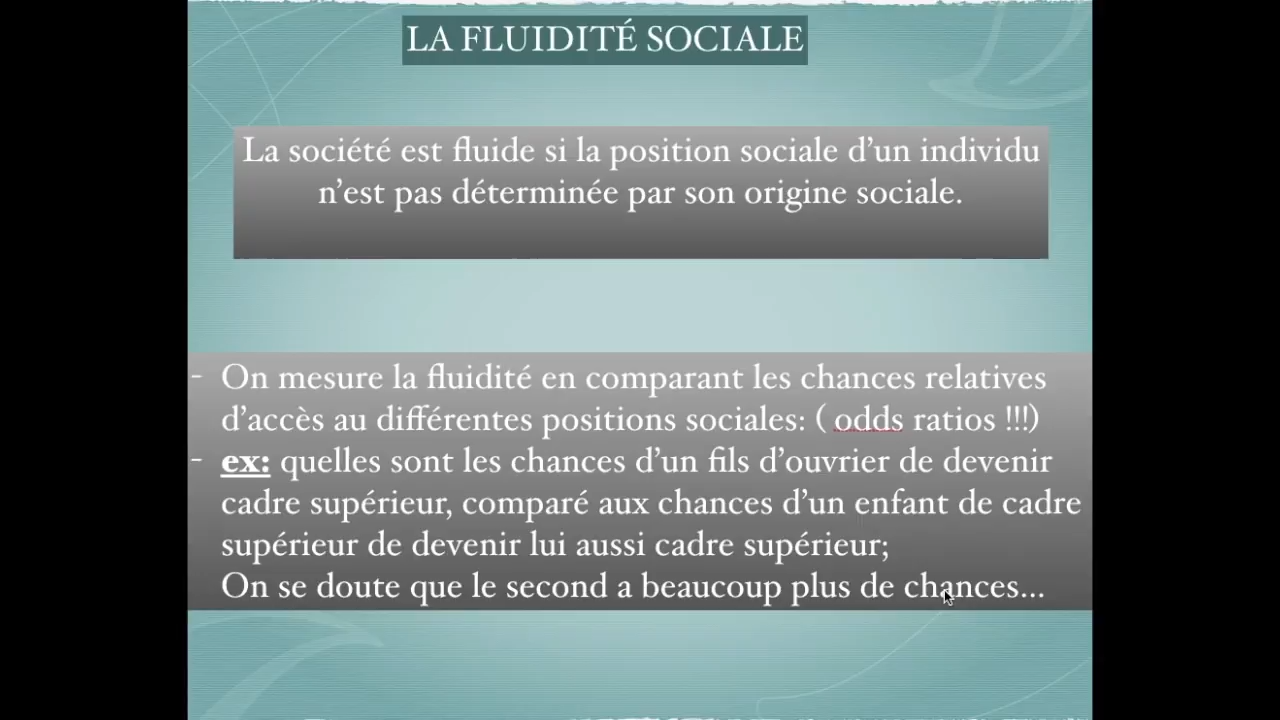 LA FLUIDITÉ SOCIALE
La société est fluide si la position sociale d'un individu
n'est pas déterminée par son origine sociale.
- On mesure la fluidité en comparant les chances relatives
d'accès au différentes positions sociales: ( odds ratios !!!)
- ex: quelles sont les chances d'un fils d'ouvrier de devenir
cadre supérieur, comparé aux chances d'un enfant de cadre
supérieur de devenir lui aussi cadre supérieur;
On se doute que le second a beaucoup plus de chances...